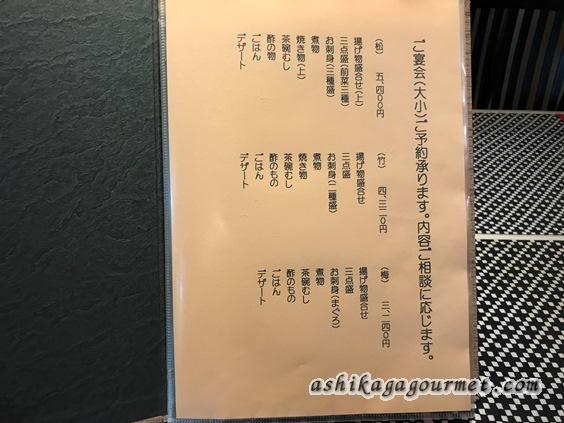 ご宴会（大小）ご予約承ります。内容ご相談に応じます。
（松）　五、四〇〇円
揚げ物盛合せ（上）
三点盛（前菜三種）
お刺身（三種盛）
煮物
焼き物（上）
茶碗むし
酢の物
ごはん
デザート
（竹）　四、三二〇円
揚げ物盛合せ
三点盛
お刺身（二種盛）
煮物
焼き物
茶碗むし
酢のもの
ごはん
デザート
（梅）　三、二四〇円
揚げ物盛合せ
三点盛
お刺身（まぐろ）
煮物
茶碗むし
酢のもの
ごはん
デザート
ashikagagourmet.com